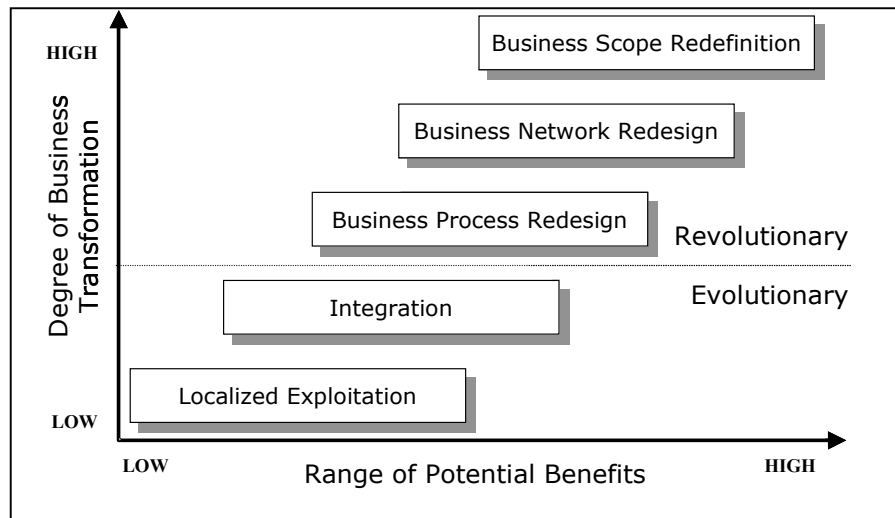 HIGH
Business Scope Redefinition
Business Network Redesign
Business Process Redesign
Revolutionary
Degree of Business
Transformation
Evolutionary
Integration
Localized Exploitation
LOW
LOW
Range of Potential Benefits
HIGH